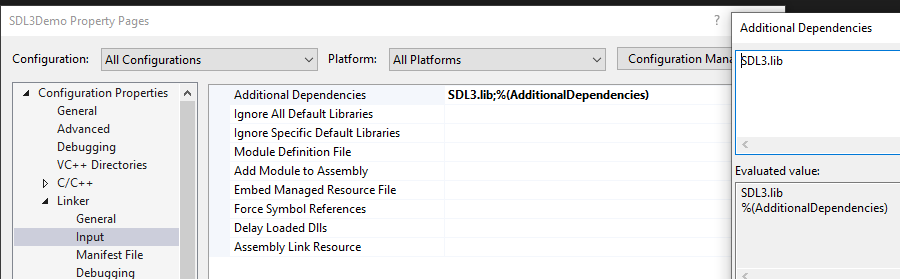 SDL3Demo Property Pages
?
Additional Dependencies
Configuration: All Configurations Platform: All Platforms
SDL3.lib
Configuration Properties
General
Advanced
Debugging
VC++ Directories
C/C++
Linker
General
Input
Manifest File
Debugging
Additional Dependencies SDL3.lib;%(AdditionalDependencies)
Ignore All Default Libraries
Ignore Specific Default Libraries
Module Definition File
Add Module to Assembly
Embed Managed Resource File
Force Symbol References
Delay Loaded Dlls
Assembly Link Resource
Evaluated value:
SDL3.lib
%(AdditionalDependencies)